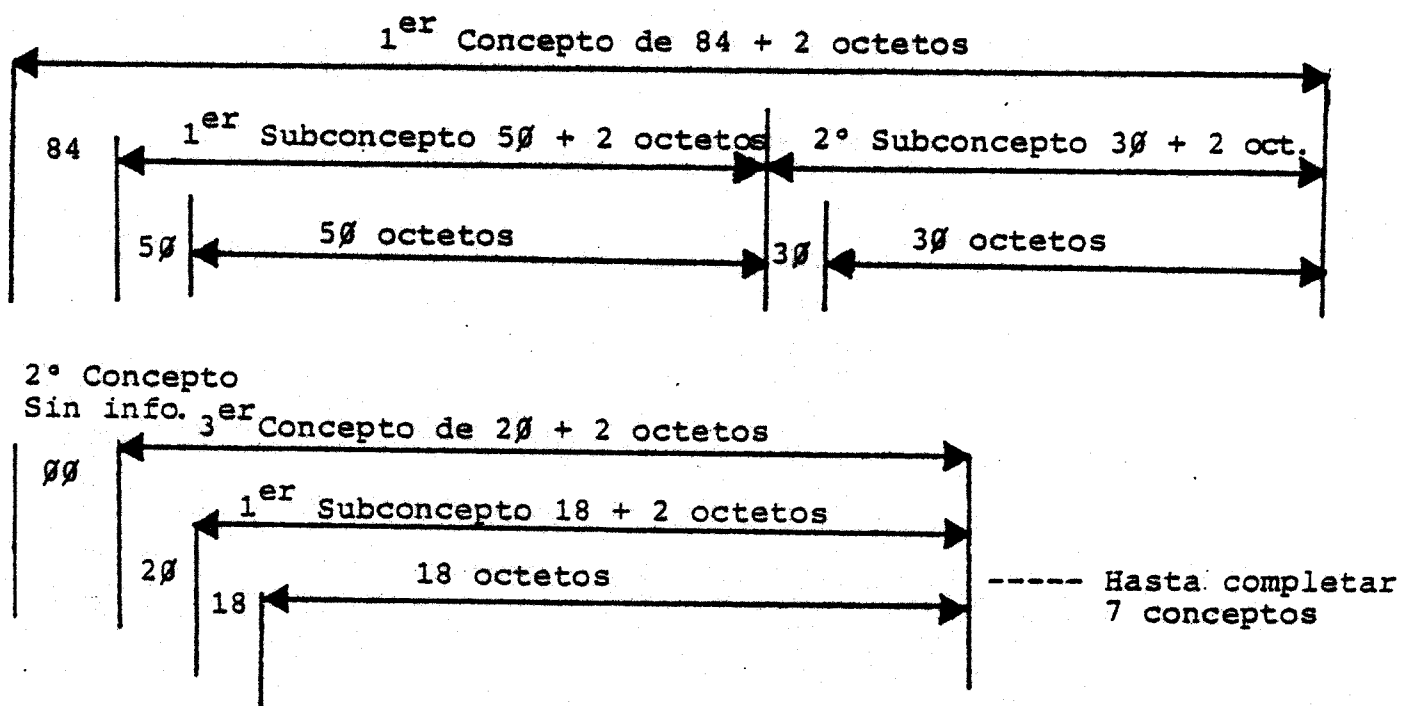 1er Concepto de 84 + 2 octetos
84
1er Subconcepto 5Ø + 2 octetos
2° Subconcepto 3Ø + 2 oct.
5Ø
5Ø octetos
3Ø
3Ø octetos
2° Concepto
Sin info.
3er Concepto de 2Ø + 2 octetos
ØØ
1er Subconcepto 18 + 2 octetos
2Ø
18
18 octetos
----- Hasta completar
7 conceptos